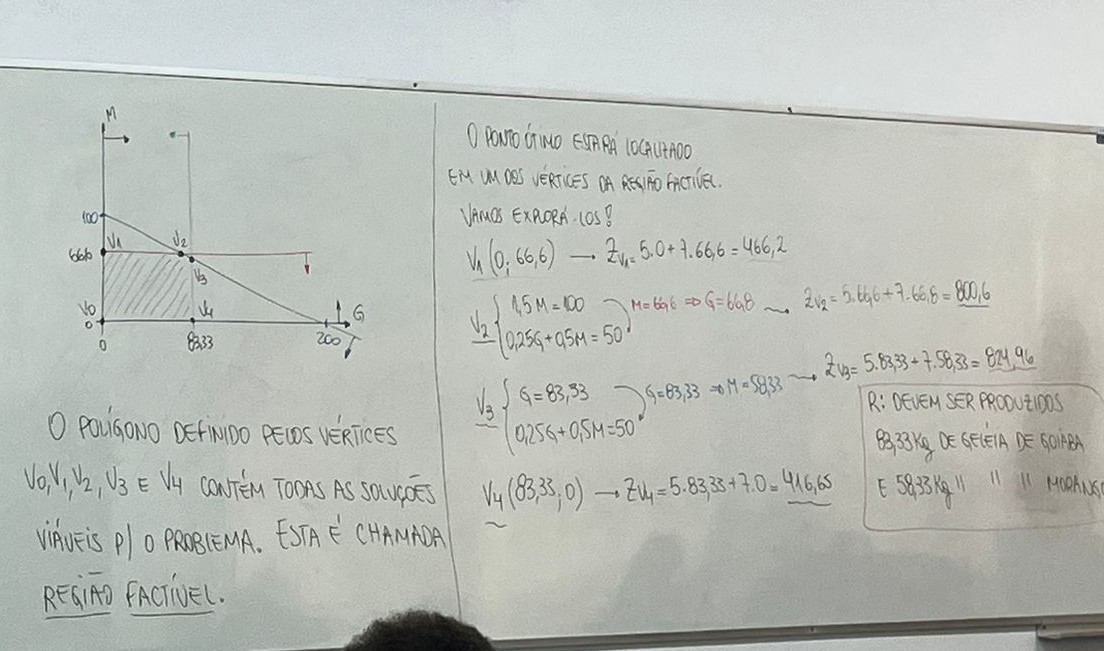 M
100
66,6
V1
V2
V3
V0
V4
G
0
0
83,33
200
O POLÍGONO DEFINIDO PELOS VÉRTICES
V0, V1, V2, V3 E V4 CONTÉM TODAS AS SOLUÇÕES
VIÁVEIS P/ O PROBLEMA. ESTA É CHAMADA
REGIÃO FACTÍVEL.
O PONTO ÓTIMO ESTARÁ LOCALIZADO
EM UM DOS VÉRTICES DA REGIÃO FACTÍVEL.
VAMOS EXPLORÁ-LOS!
V1 (0; 66,6) → ZV1 = 5.0 + 7.66,6 = 466,2
V2 { 1,5M = 100
0,25G + 0,5M = 50
M = 66,6 ⇒ G = 66,8 → ZV2 = 5.66,6 + 7.66,8 = 800,6
V3 { G = 83,33
0,25G + 0,5M = 50
G = 83,33 ⇒ M = 58,33 → ZV3 = 5.83,33 + 7.58,33 = 824,96
V4 (83,33; 0) → ZV4 = 5.83,33 + 7.0 = 416,65
R: DEVEM SER PRODUZIDOS
83,33 Kg DE GELÉIA DE GOIABA
E 58,33 Kg " " " MORANGO